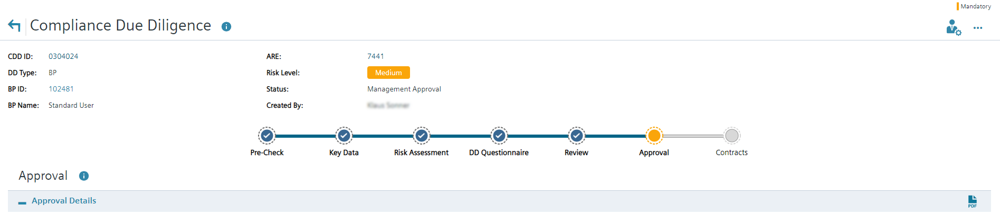 Mandatory
Compliance Due Diligence
CDD ID: 0304024
ARE: 7441
DD Type: BP
Risk Level: Medium
BP ID: 102481
Status: Management Approval
BP Name: Standard User
Created By:
Pre-Check Key Data Risk Assessment DD Questionnaire Review Approval Contracts
Approval
Approval Details
PDF